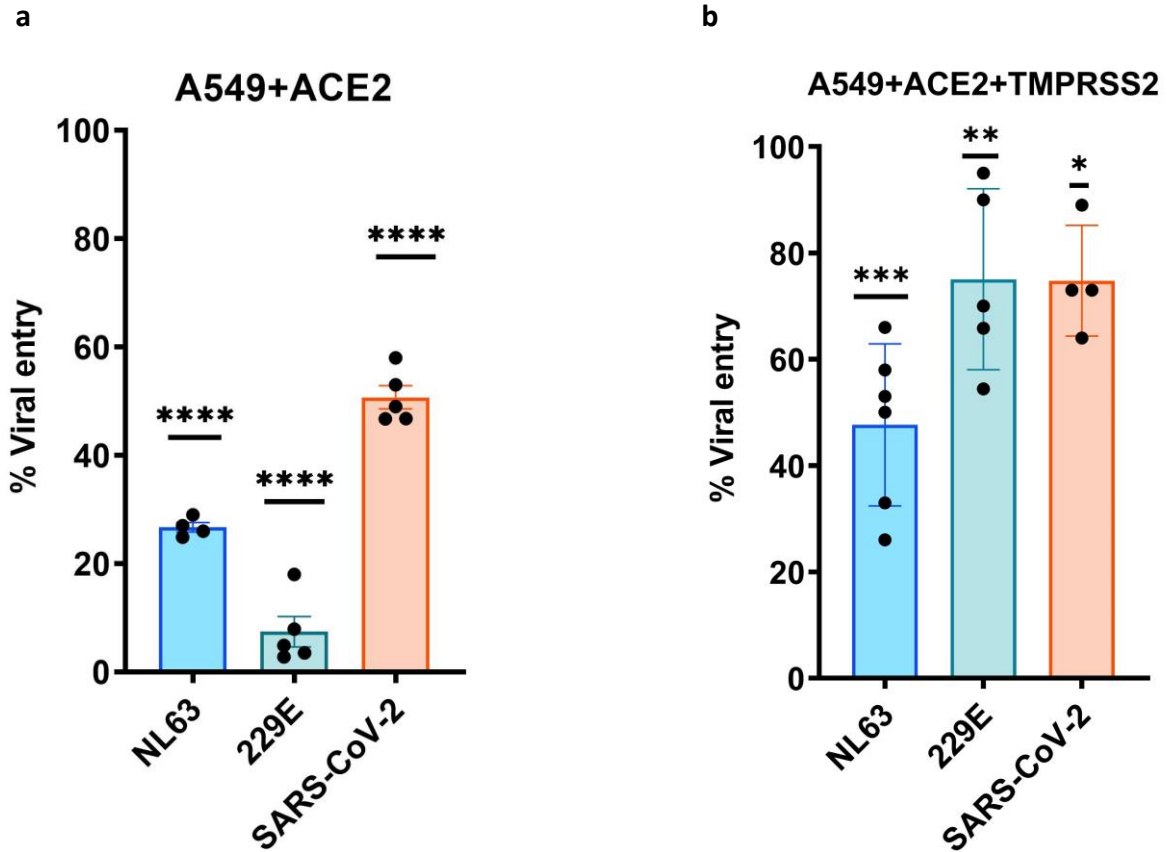 a
A549+ACE2
% Viral entry
100
80
60
40
20
0
****
****
****
NL63
229E
SARS-CoV-2
b
A549+ACE2+TMPRSS2
% Viral entry
100
80
60
40
20
0
***
**
*
NL63
229E
SARS-CoV-2